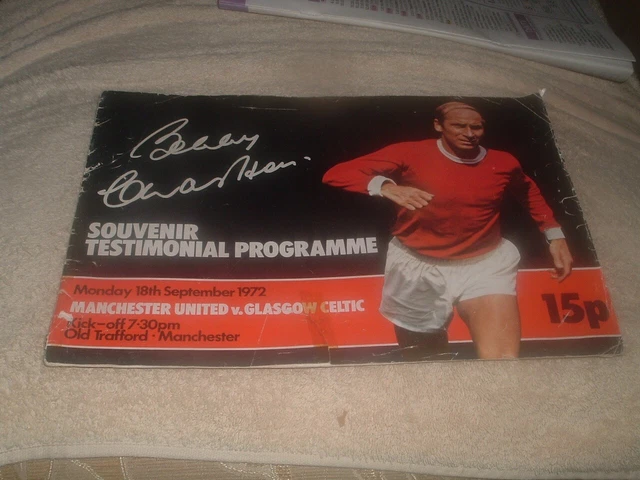 Bobby
Charlton.
SOUVENIR
TESTIMONIAL PROGRAMME
Monday 18th September 1972
MANCHESTER UNITED v. GLASGOW CELTIC
Kick-off 7·30pm
Old Trafford · Manchester
15p